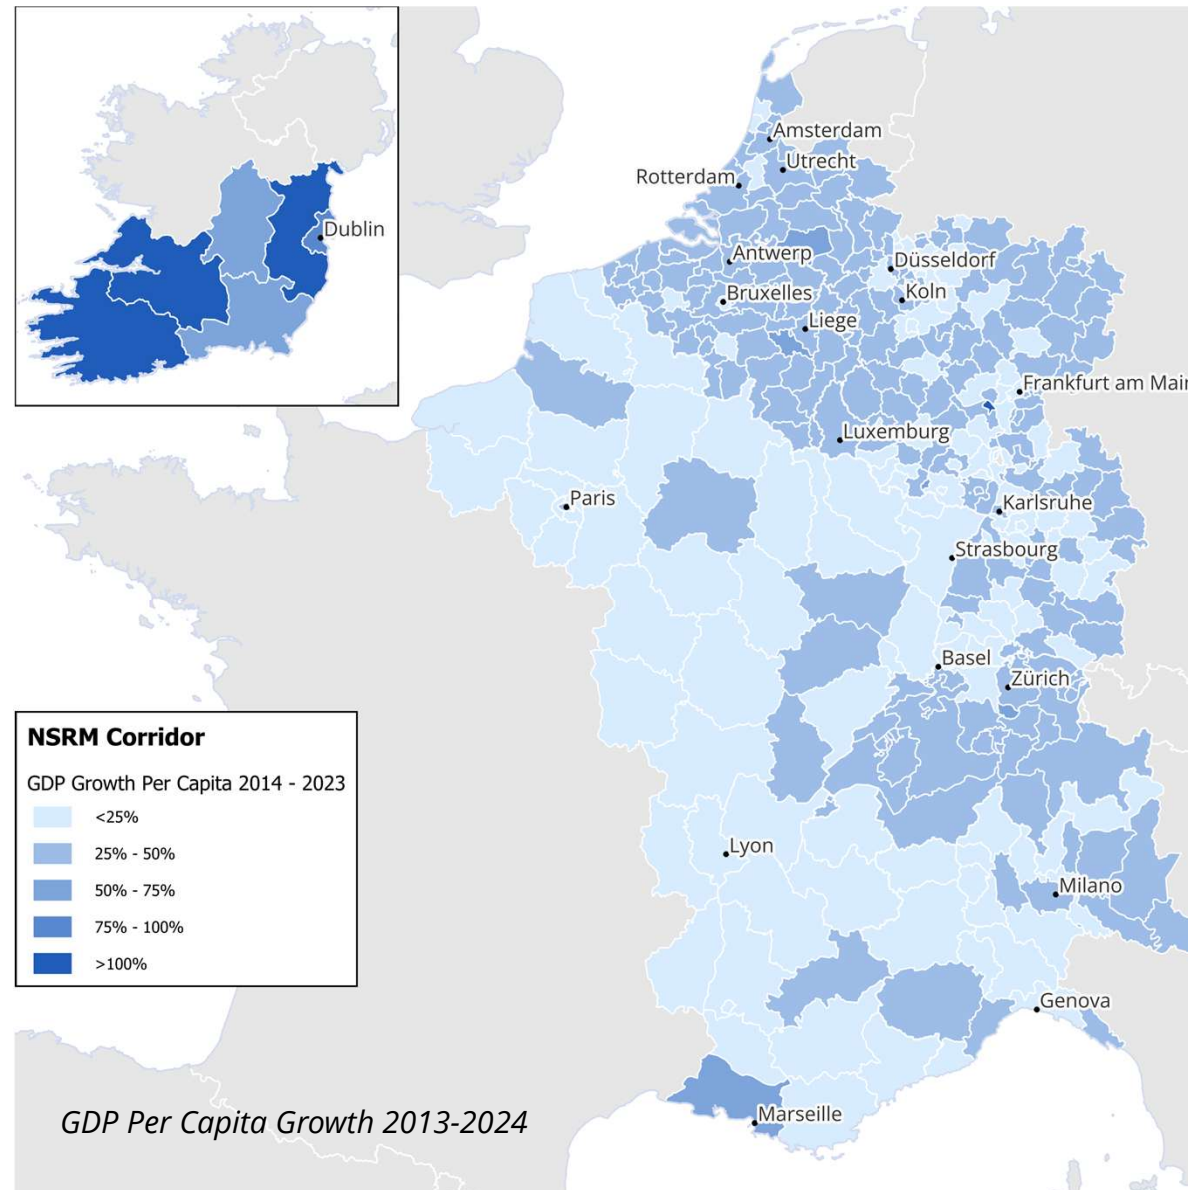 Dublin
Amsterdam
Utrecht
Rotterdam
Antwerp
Düsseldorf
Bruxelles
Koln
Liege
Frankfurt am Main
Luxemburg
Paris
Karlsruhe
Strasbourg
Basel
Zürich
NSRM Corridor
GDP Growth Per Capita 2014 - 2023
<25%
25% - 50%
50% - 75%
75% - 100%
>100%
Lyon
Milano
Genova
Marseille
GDP Per Capita Growth 2013-2024